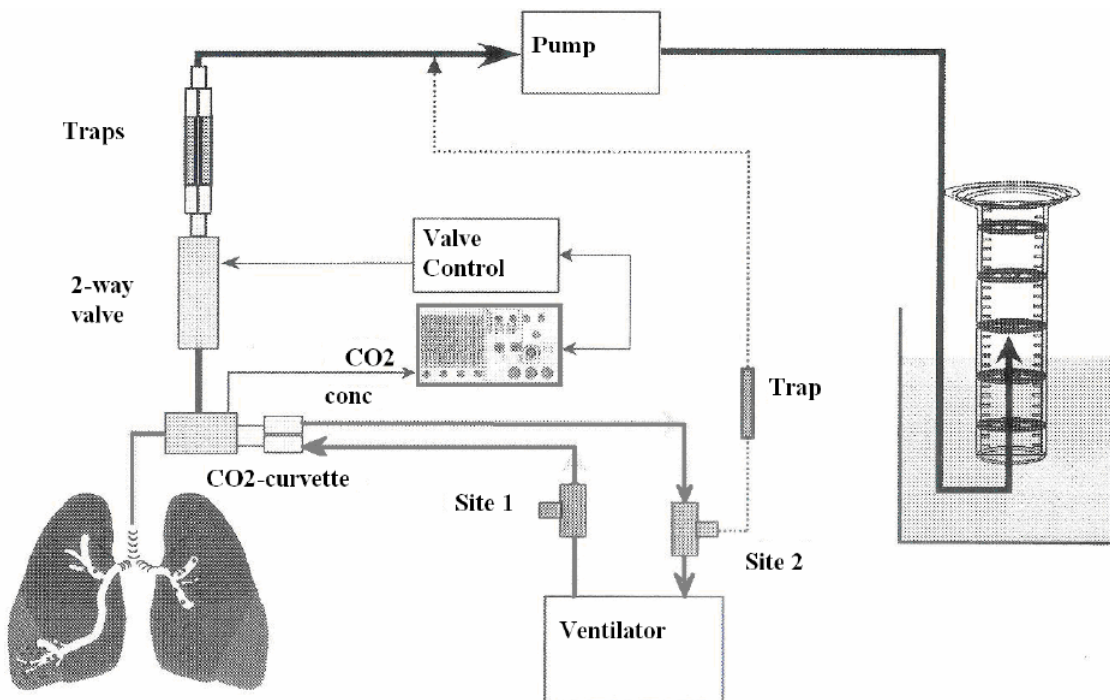 Pump
Traps
Valve
Control
2-way
valve
CO2
conc
Trap
CO2-curvette
Site 1
Site 2
Ventilator